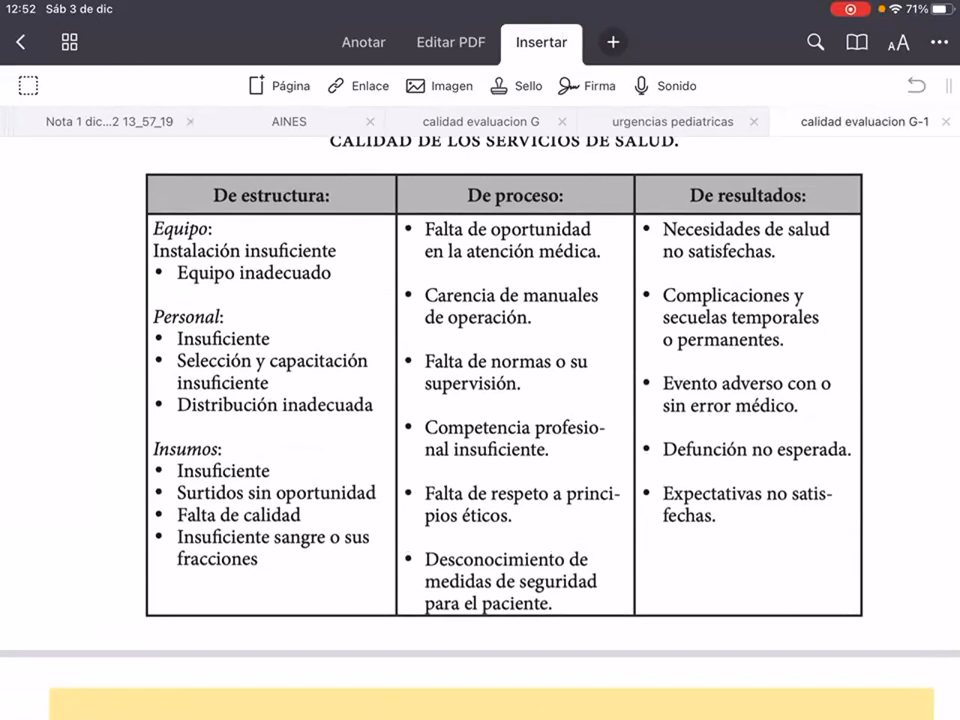 12:52 Sáb 3 de dic
71%
Anotar Editar PDF Insertar +
AA
Página Enlace Imagen Sello Firma Sonido
Nota 1 dic...2 13_57_19 × AINES × calidad evaluacion G × urgencias pediatricas × calidad evaluacion G-1 ×
CALIDAD DE LOS SERVICIOS DE SALUD.
De estructura:
Equipo:
Instalación insuficiente
• Equipo inadecuado
Personal:
• Insuficiente
• Selección y capacitación
insuficiente
• Distribución inadecuada
Insumos:
• Insuficiente
• Surtidos sin oportunidad
• Falta de calidad
• Insuficiente sangre o sus
fracciones
De proceso:
• Falta de oportunidad
en la atención médica.
• Carencia de manuales
de operación.
• Falta de normas o su
supervisión.
• Competencia profesio-
nal insuficiente.
• Falta de respeto a princi-
pios éticos.
• Desconocimiento de
medidas de seguridad
para el paciente.
De resultados:
• Necesidades de salud
no satisfechas.
• Complicaciones y
secuelas temporales
o permanentes.
• Evento adverso con o
sin error médico.
• Defunción no esperada.
• Expectativas no satis-
fechas.